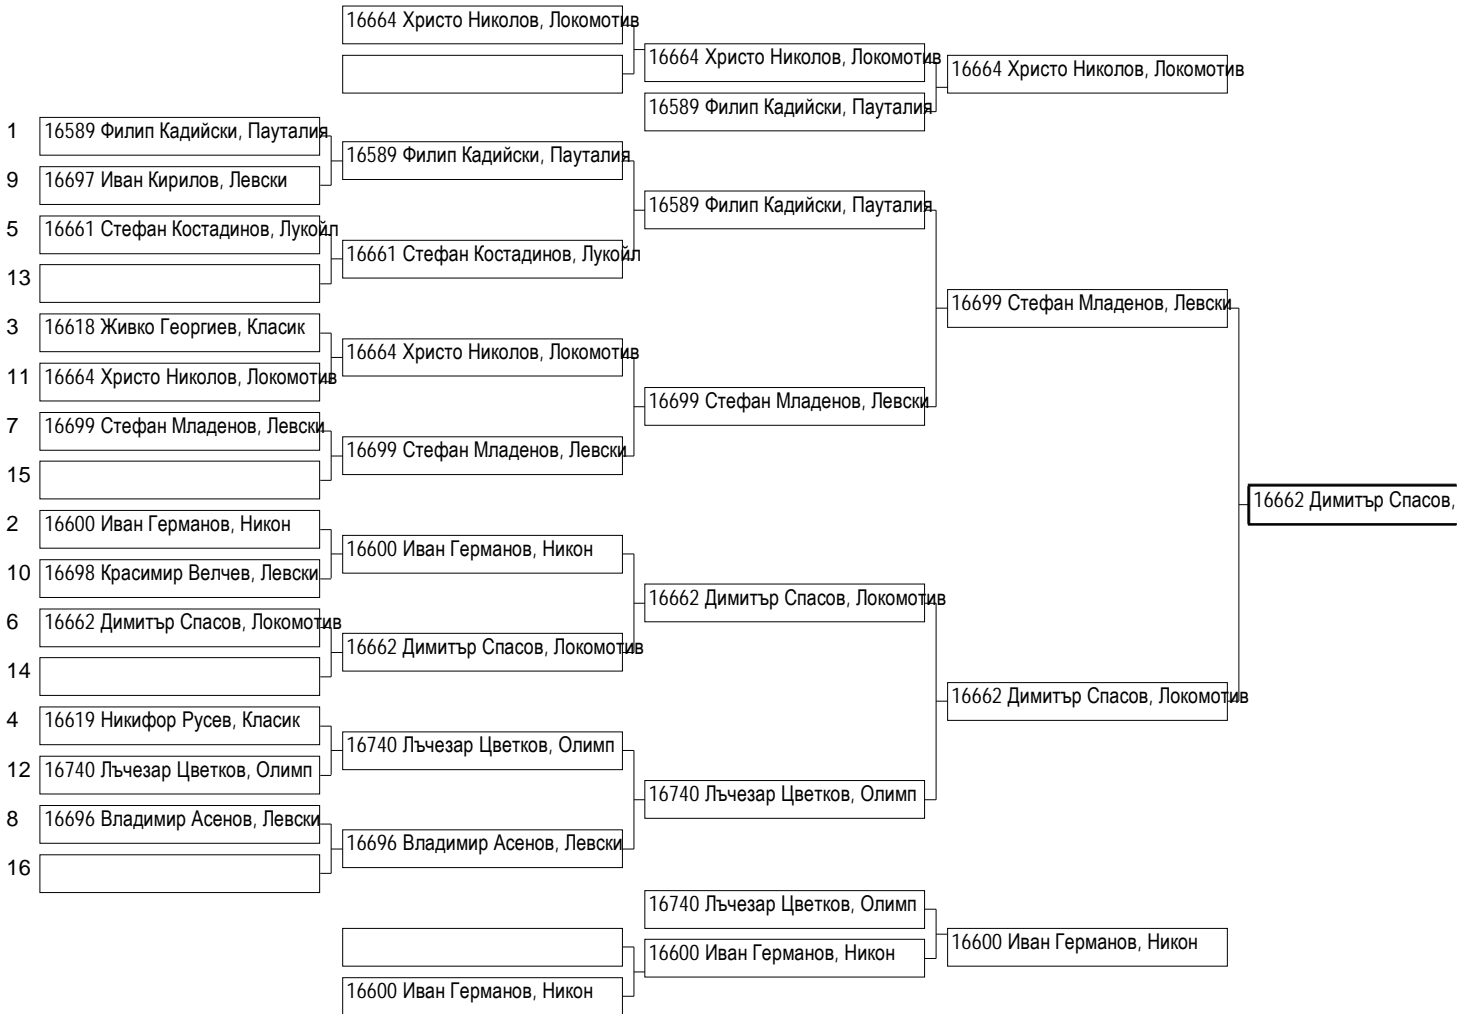 16664 Христо Николов, Локомотив
16664 Христо Николов, Локомотив
16664 Христо Николов, Локомотив
16589 Филип Кадийски, Пауталия
1 16589 Филип Кадийски, Пауталия
16589 Филип Кадийски, Пауталия
9 16697 Иван Кирилов, Левски
16589 Филип Кадийски, Пауталия
5 16661 Стефан Костадинов, Лукойл
16661 Стефан Костадинов, Лукойл
13
16699 Стефан Младенов, Левски
3 16618 Живко Георгиев, Класик
16664 Христо Николов, Локомотив
11 16664 Христо Николов, Локомотив
16699 Стефан Младенов, Левски
7 16699 Стефан Младенов, Левски
16699 Стефан Младенов, Левски
15
16662 Димитър Спасов,
2 16600 Иван Германов, Никон
16600 Иван Германов, Никон
10 16698 Красимир Велчев, Левски
16662 Димитър Спасов, Локомотив
6 16662 Димитър Спасов, Локомотив
16662 Димитър Спасов, Локомотив
14
16662 Димитър Спасов, Локомотив
4 16619 Никифор Русев, Класик
16740 Лъчезар Цветков, Олимп
12 16740 Лъчезар Цветков, Олимп
16740 Лъчезар Цветков, Олимп
8 16696 Владимир Асенов, Левски
16696 Владимир Асенов, Левски
16
16740 Лъчезар Цветков, Олимп
16600 Иван Германов, Никон
16600 Иван Германов, Никон
16600 Иван Германов, Никон